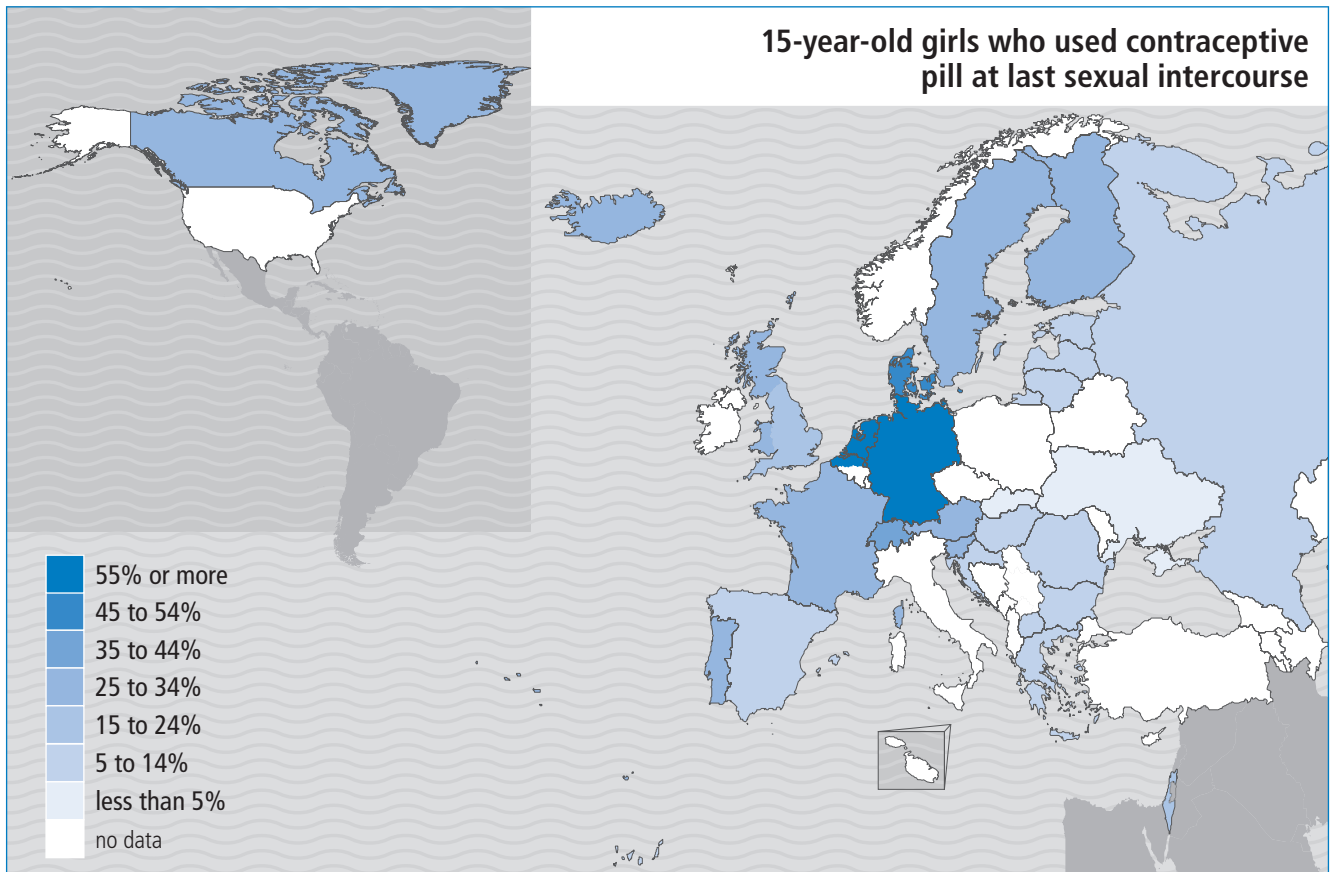 15-year-old girls who used contraceptive
pill at last sexual intercourse
55% or more
45 to 54%
35 to 44%
25 to 34%
15 to 24%
5 to 14%
less than 5%
no data